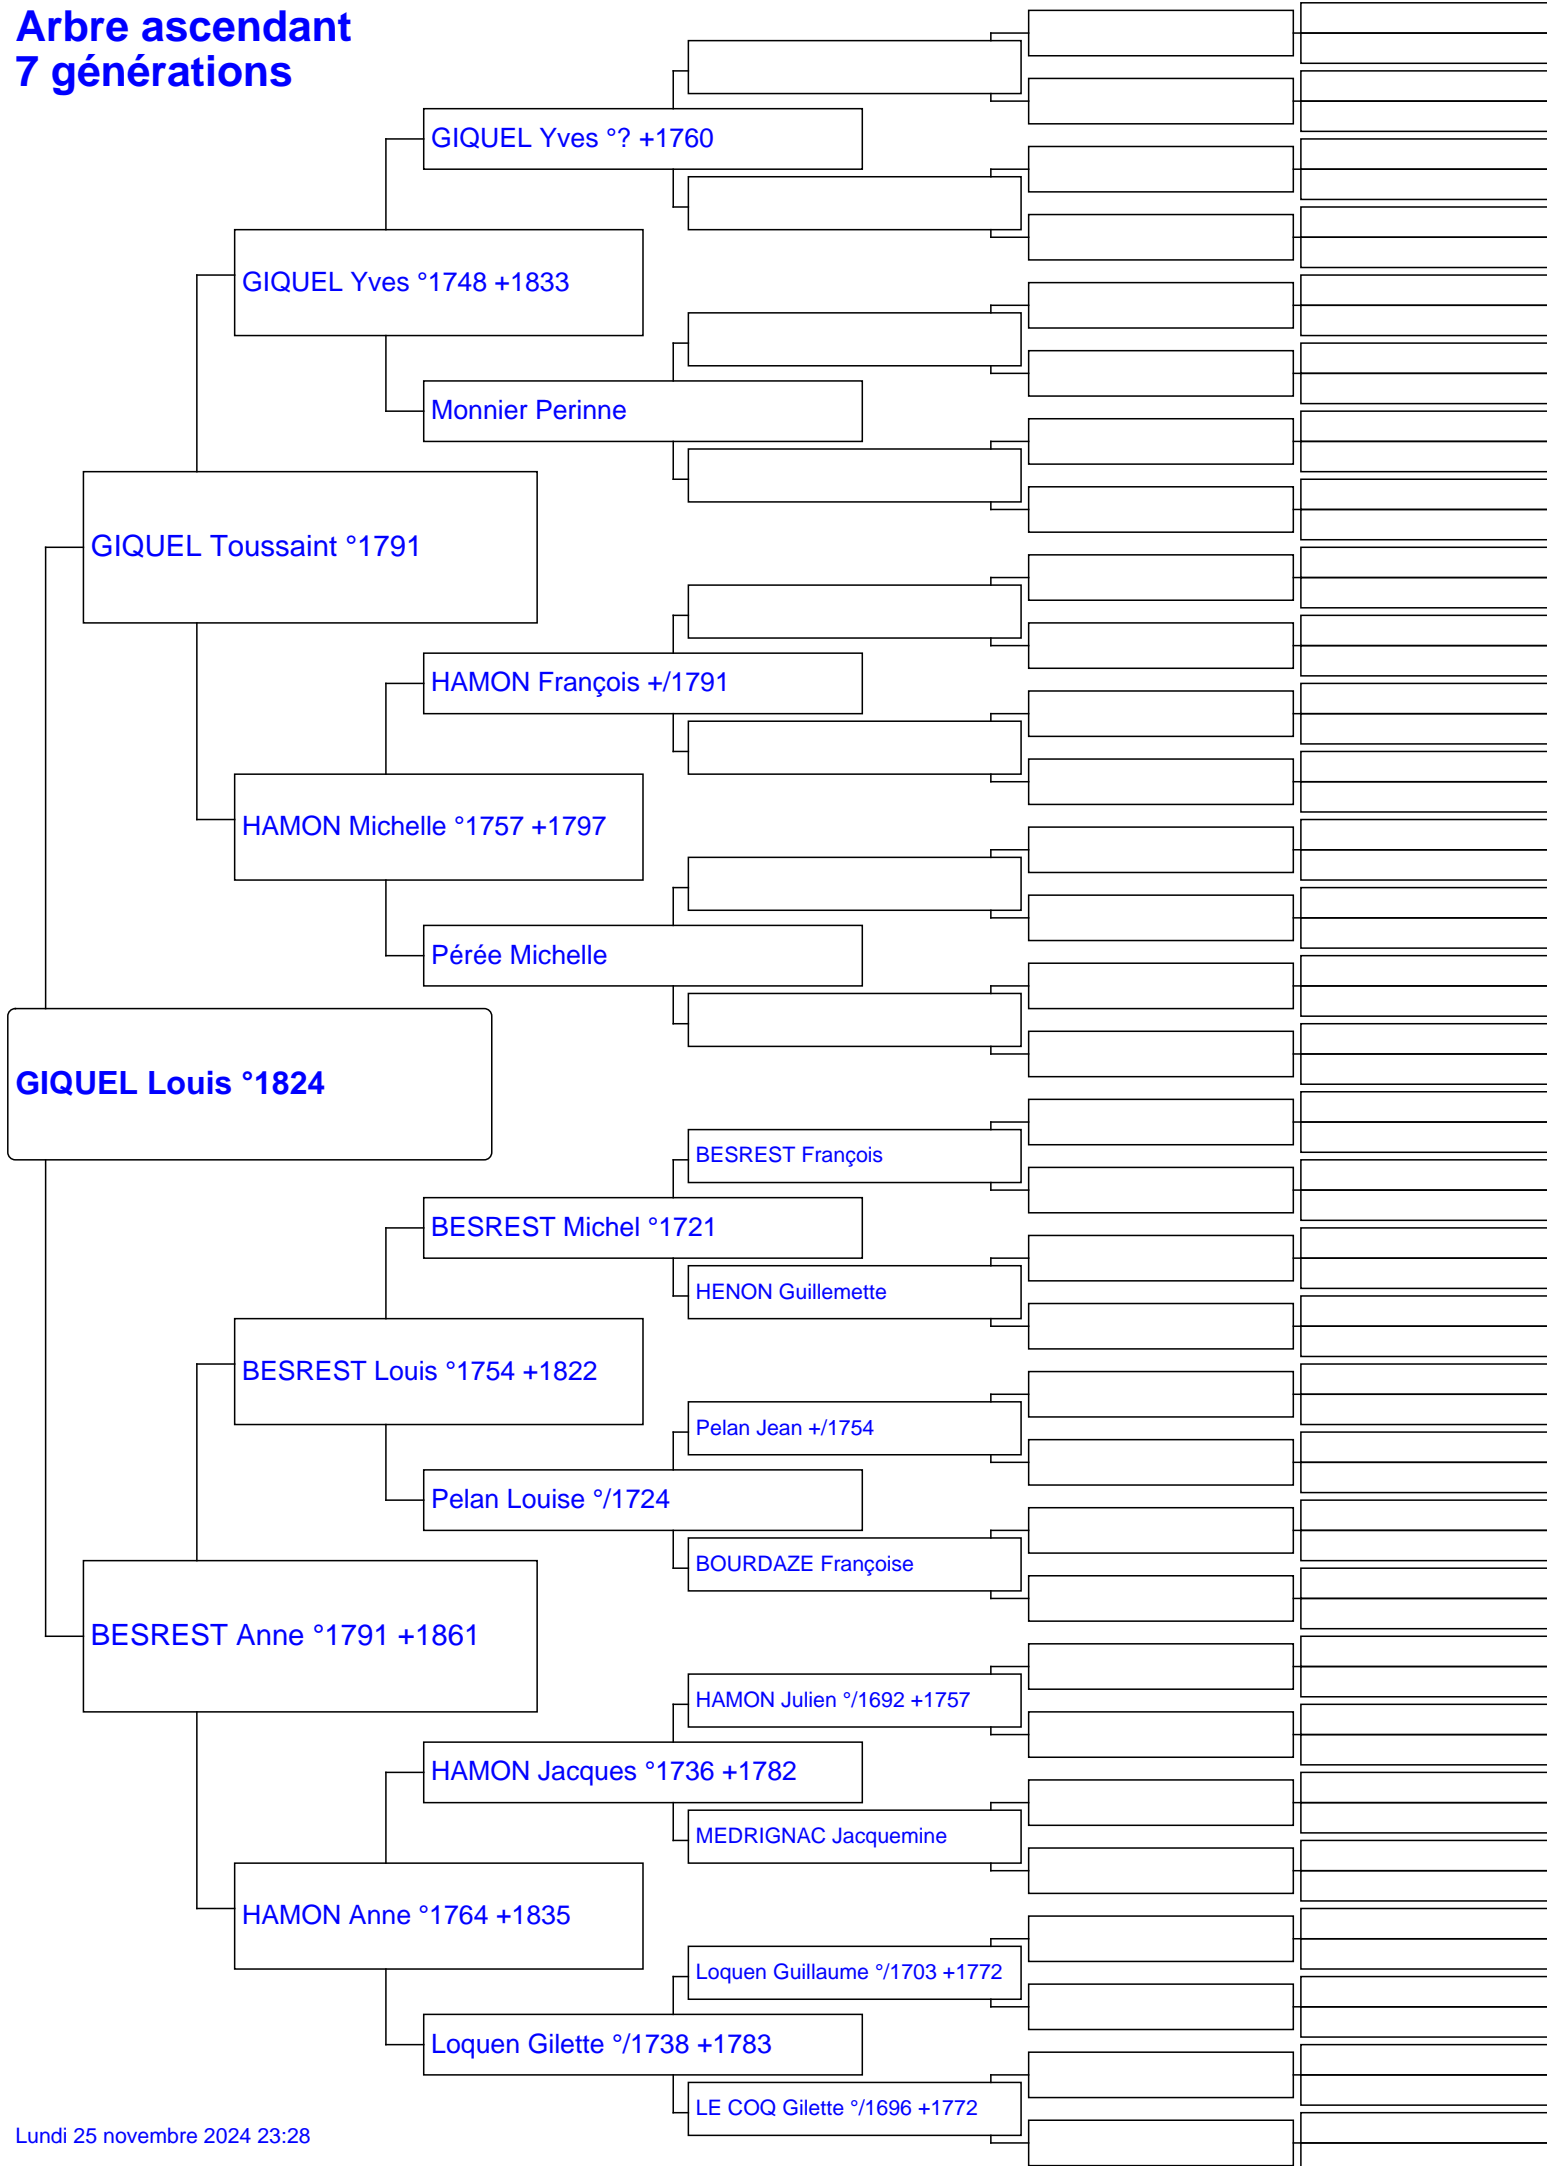 Arbre ascendant
7 générations
GIQUEL Yves °? +1760
GIQUEL Yves °1748 +1833
Monnier Perinne
GIQUEL Toussaint °1791
HAMON François +/1791
HAMON Michelle °1757 +1797
Pérée Michelle
GIQUEL Louis °1824
BESREST François
BESREST Michel °1721
HENON Guillemette
BESREST Louis °1754 +1822
Pelan Jean +/1754
Pelan Louise °/1724
BOURDAZE Françoise
BESREST Anne °1791 +1861
HAMON Julien °/1692 +1757
HAMON Jacques °1736 +1782
MEDRIGNAC Jacquemine
HAMON Anne °1764 +1835
Loquen Guillaume °/1703 +1772
Loquen Gilette °/1738 +1783
LE COQ Gilette °/1696 +1772
Lundi 25 novembre 2024 23:28